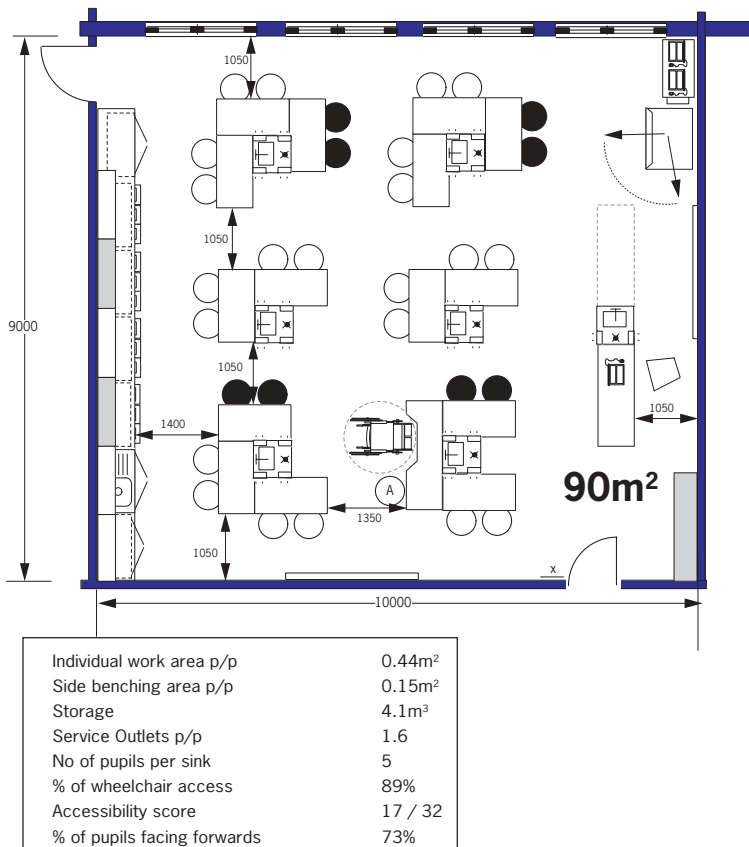 1050
1050
9000
1050
1400
1050
A
1350
90m²
1050
x
10000
Individual work area p/p 0.44m²
Side benching area p/p 0.15m²
Storage 4.1m³
Service Outlets p/p 1.6
No of pupils per sink 5
% of wheelchair access 89%
Accessibility score 17 / 32
% of pupils facing forwards 73%